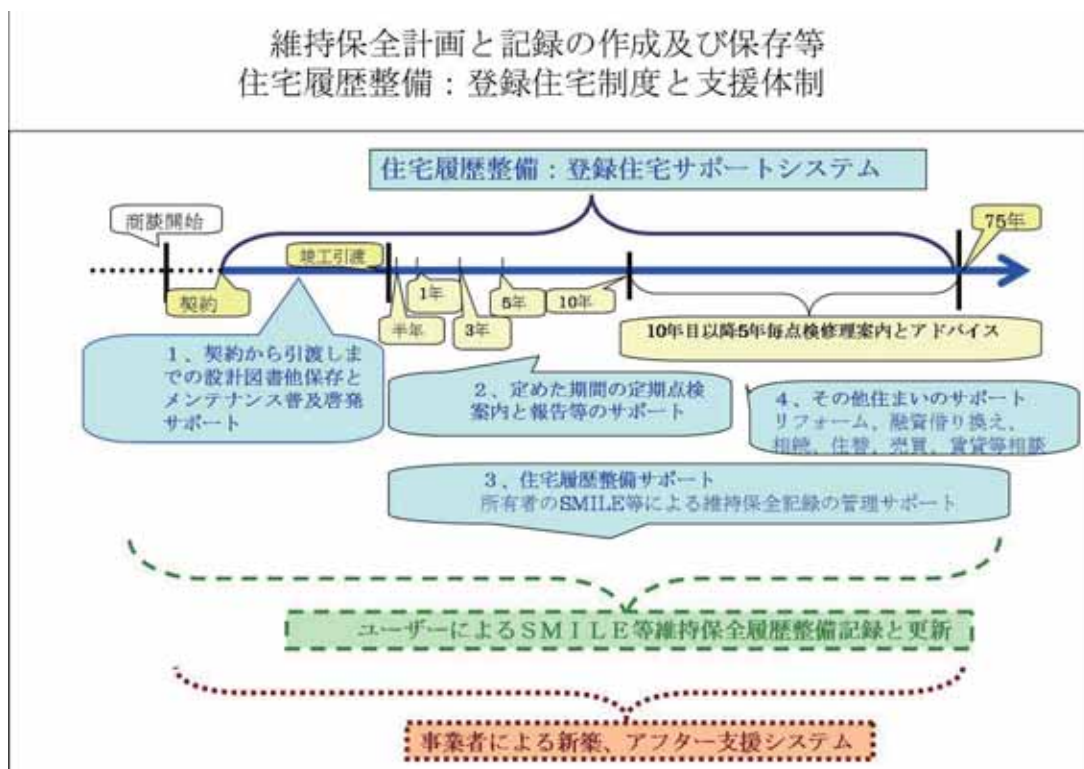 維持保全計画と記録の作成及び保存等
住宅履歴整備：登録住宅制度と支援体制
住宅履歴整備：登録住宅サポートシステム
商談開始
75年
竣工引渡
契約
半年
1年
3年
5年
10年
10年目以降5年毎点検修理案内とアドバイス
1、契約から引渡しま
での設計図書他保存と
メンテナンス普及啓発
サポート
2、定めた期間の定期点検
案内と報告等のサポート
4、その他住まいのサポート
リフォーム、融資借り換え、
相続、住替、売買、賃貸等相談
3、住宅履歴整備サポート
所有者のSMILE等による維持保全記録の管理サポート
ユーザーによるＳＭＩＬＥ等維持保全履歴整備記録と更新
事業者による新築、アフター支援システム